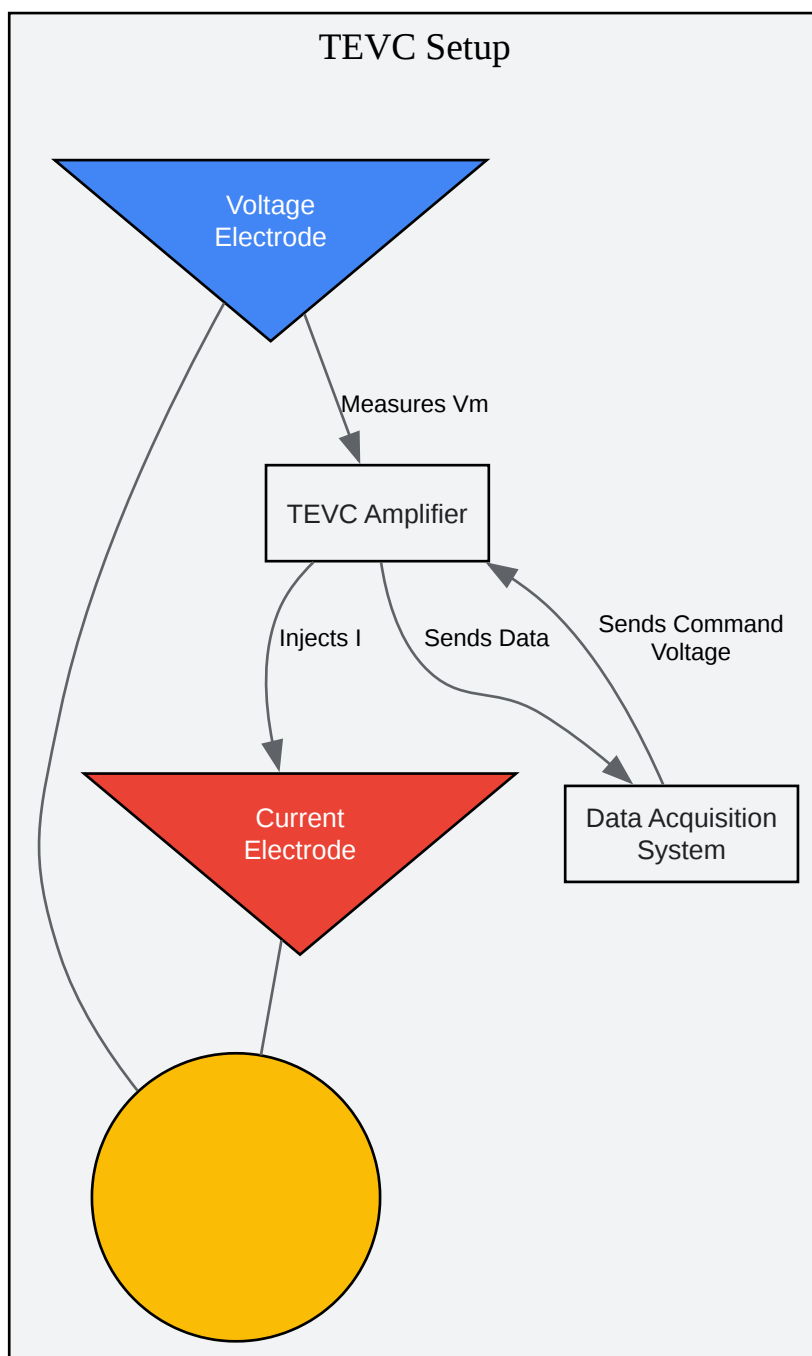 TEVC Setup
Voltage
Electrode
Measures Vm
TEVC Amplifier
Injects I
Sends Data
Sends Command
Voltage
Current
Electrode
Data Acquisition
System